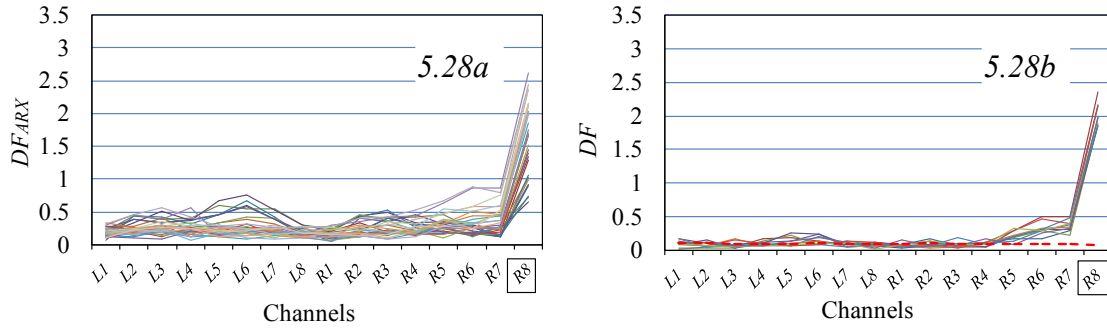 3.5
3
2.5
2
1.5
1
0.5
0
DF_ARX
5.28a
L1 L2 L3 L4 L5 L6 L7 L8 R1 R2 R3 R4 R5 R6 R7 R8
Channels
3.5
3
2.5
2
1.5
1
0.5
0
DF
5.28b
L1 L2 L3 L4 L5 L6 L7 L8 R1 R2 R3 R4 R5 R6 R7 R8
Channels